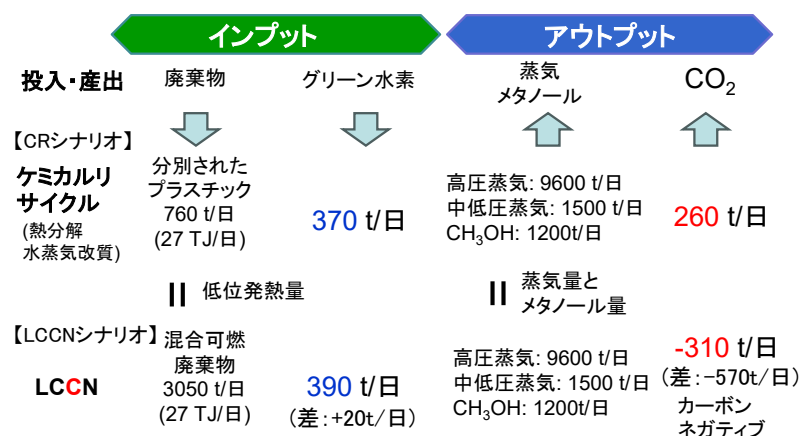 インプット
アウトプット
投入・産出
廃棄物
グリーン水素
蒸気
メタノール
CO₂
【CRシナリオ】
ケミカルリ
サイクル
(熱分解
水蒸気改質)
分別された
プラスチック
760 t/日
(27 TJ/日)
370 t/日
高圧蒸気: 9600 t/日
中低圧蒸気: 1500 t/日
CH₃OH: 1200t/日
260 t/日
低位発熱量
蒸気量と
メタノール量
【LCCNシナリオ】
LCCN
混合可燃
廃棄物
3050 t/日
(27 TJ/日)
390 t/日
(差:+20t/日)
高圧蒸気: 9600 t/日
中低圧蒸気: 1500 t/日
CH₃OH: 1200t/日
-310 t/日
(差:-570t/日)
カーボン
ネガティブ